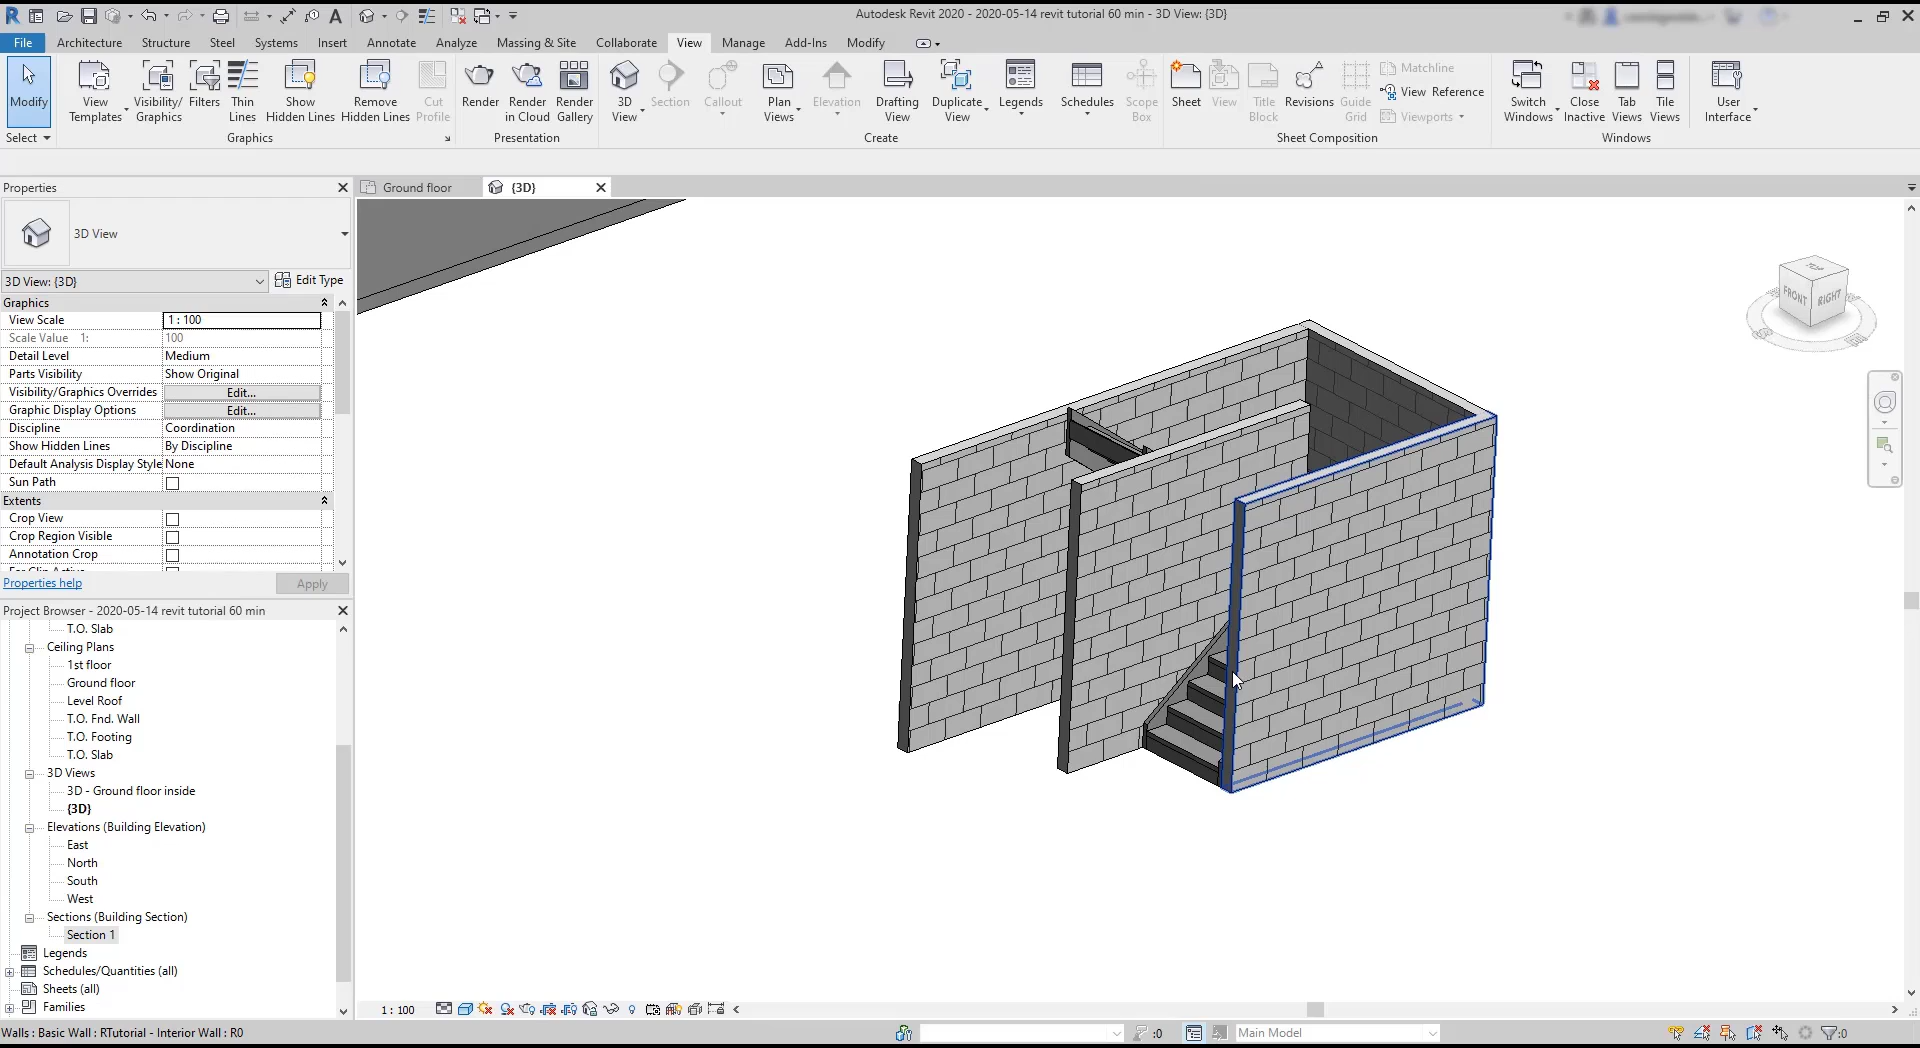 Autodesk Revit 2020 - 2020-05-14 revit tutorial 60 min - 3D View: {3D}
File Architecture Structure Steel Systems Insert Annotate Analyze Massing & Site Collaborate View Manage Add-Ins Modify
Modify
View Templates
Visibility/ Graphics
Filters
Thin Lines
Show Hidden Lines
Remove Hidden Lines
Cut Profile
Render
Render in Cloud
Render Gallery
3D View
Section
Callout
Plan Views
Elevation
Drafting View
Duplicate View
Legends
Schedules
Scope Box
Sheet
View
Title Block
Revisions
Guide Grid
Matchline
View Reference
Viewports
Switch Windows
Close Inactive
Tab Views
Tile Views
User Interface
Select
Graphics
Presentation
Create
Sheet Composition
Windows
Properties
Ground floor
{3D}
3D View
3D View: {3D}
Edit Type
Graphics
View Scale 1 : 100
Scale Value 1: 100
Detail Level Medium
Parts Visibility Show Original
Visibility/Graphics Overrides Edit...
Graphic Display Options Edit...
Discipline Coordination
Show Hidden Lines By Discipline
Default Analysis Display Style None
Sun Path
Extents
Crop View
Crop Region Visible
Annotation Crop
Properties help
Apply
Project Browser - 2020-05-14 revit tutorial 60 min
T.O. Slab
Ceiling Plans
1st floor
Ground floor
Level Roof
T.O. Fnd. Wall
T.O. Footing
T.O. Slab
3D Views
3D - Ground floor inside
{3D}
Elevations (Building Elevation)
East
North
South
West
Sections (Building Section)
Section 1
Legends
Schedules/Quantities (all)
Sheets (all)
Families
TOP
FRONT
RIGHT
1 : 100
Walls : Basic Wall : RTutorial - Interior Wall : R0
:0
Main Model
:0